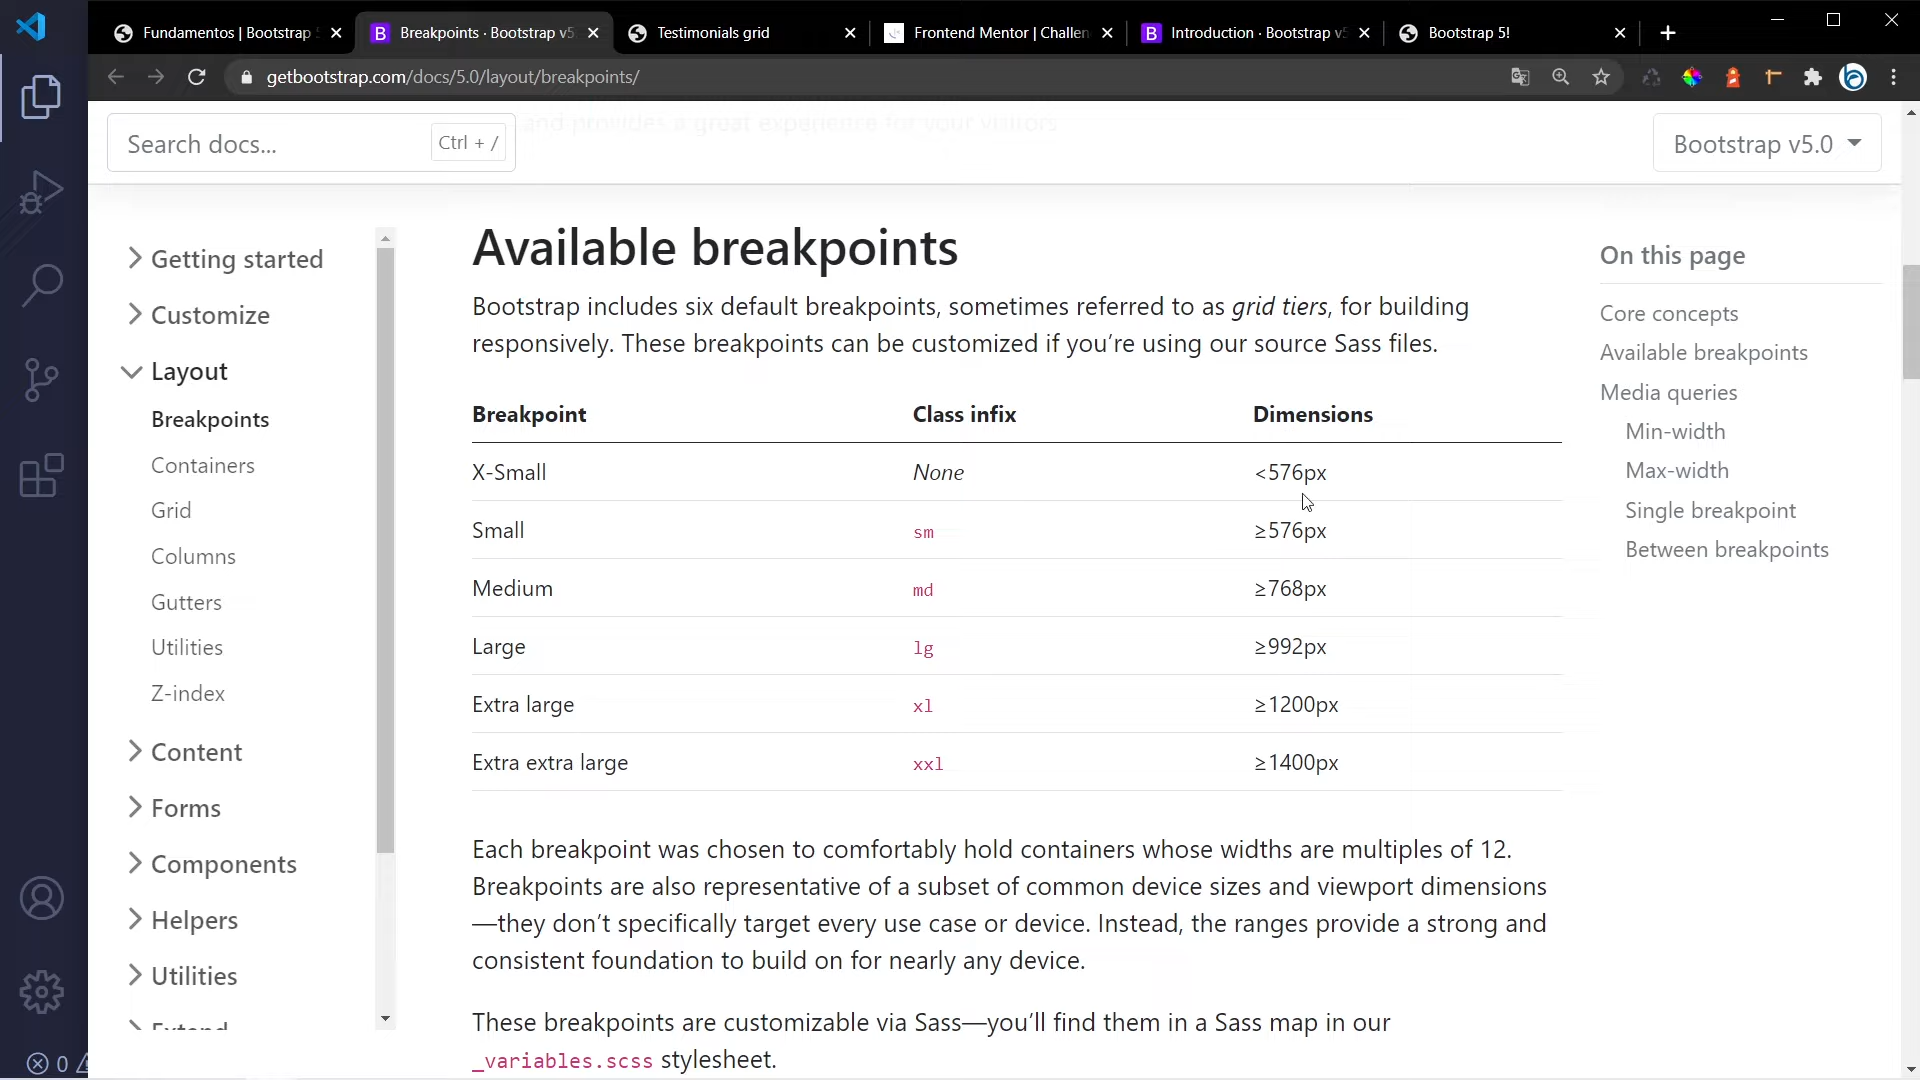 Fundamentos | Bootstrap 5
Breakpoints · Bootstrap v5
Testimonials grid
Frontend Mentor | Challen
Introduction · Bootstrap v5
Bootstrap 5!
getbootstrap.com/docs/5.0/layout/breakpoints/
and provides a great experience for your visitors
Search docs...
Ctrl + /
Bootstrap v5.0
Getting started
Customize
Layout
Breakpoints
Containers
Grid
Columns
Gutters
Utilities
Z-index
Content
Forms
Components
Helpers
Utilities
Extend
Available breakpoints
Bootstrap includes six default breakpoints, sometimes referred to as grid tiers, for building
responsively. These breakpoints can be customized if you’re using our source Sass files.
Breakpoint Class infix Dimensions
X-Small None <576px
Small sm ≥576px
Medium md ≥768px
Large lg ≥992px
Extra large xl ≥1200px
Extra extra large xxl ≥1400px
Each breakpoint was chosen to comfortably hold containers whose widths are multiples of 12.
Breakpoints are also representative of a subset of common device sizes and viewport dimensions
—they don’t specifically target every use case or device. Instead, the ranges provide a strong and
consistent foundation to build on for nearly any device.
These breakpoints are customizable via Sass—you’ll find them in a Sass map in our
_variables.scss stylesheet.
On this page
Core concepts
Available breakpoints
Media queries
Min-width
Max-width
Single breakpoint
Between breakpoints
0